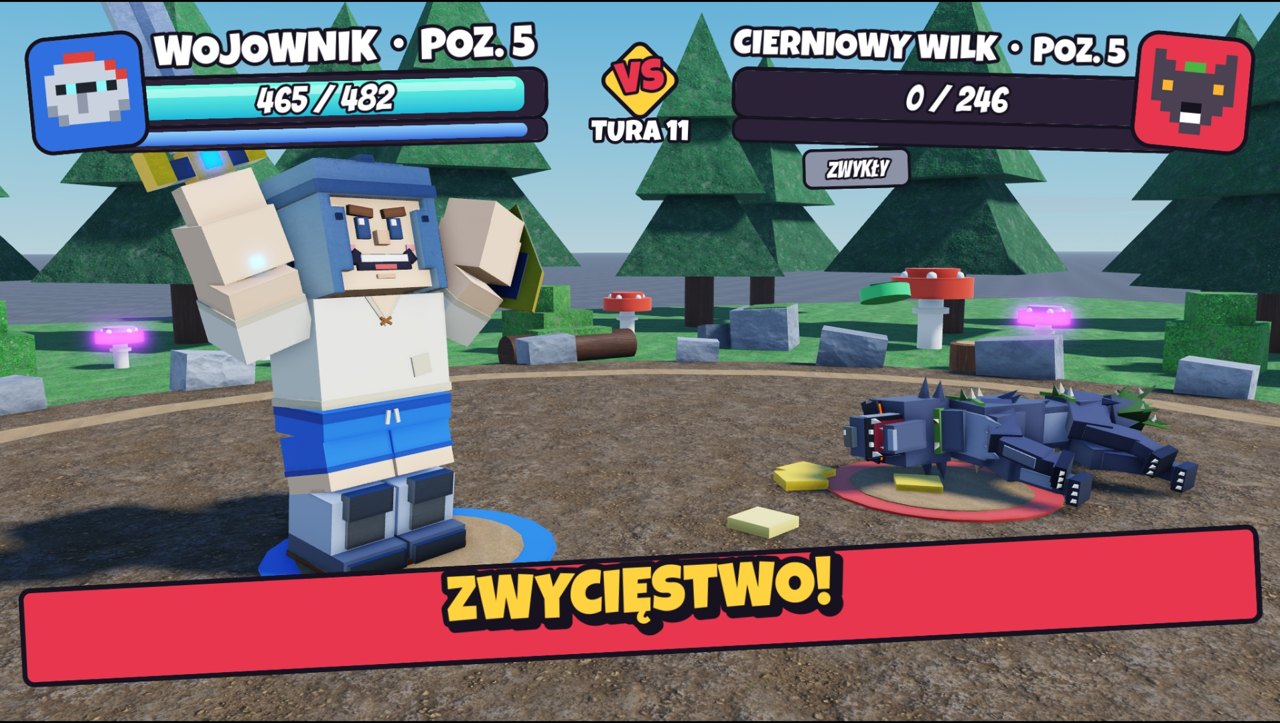 WOJOWNIK • POZ. 5
465 / 482
VS
TURA 11
CIERNIOWY WILK • POZ. 5
0 / 246
ZWYKŁY
ZWYCIĘSTWO!